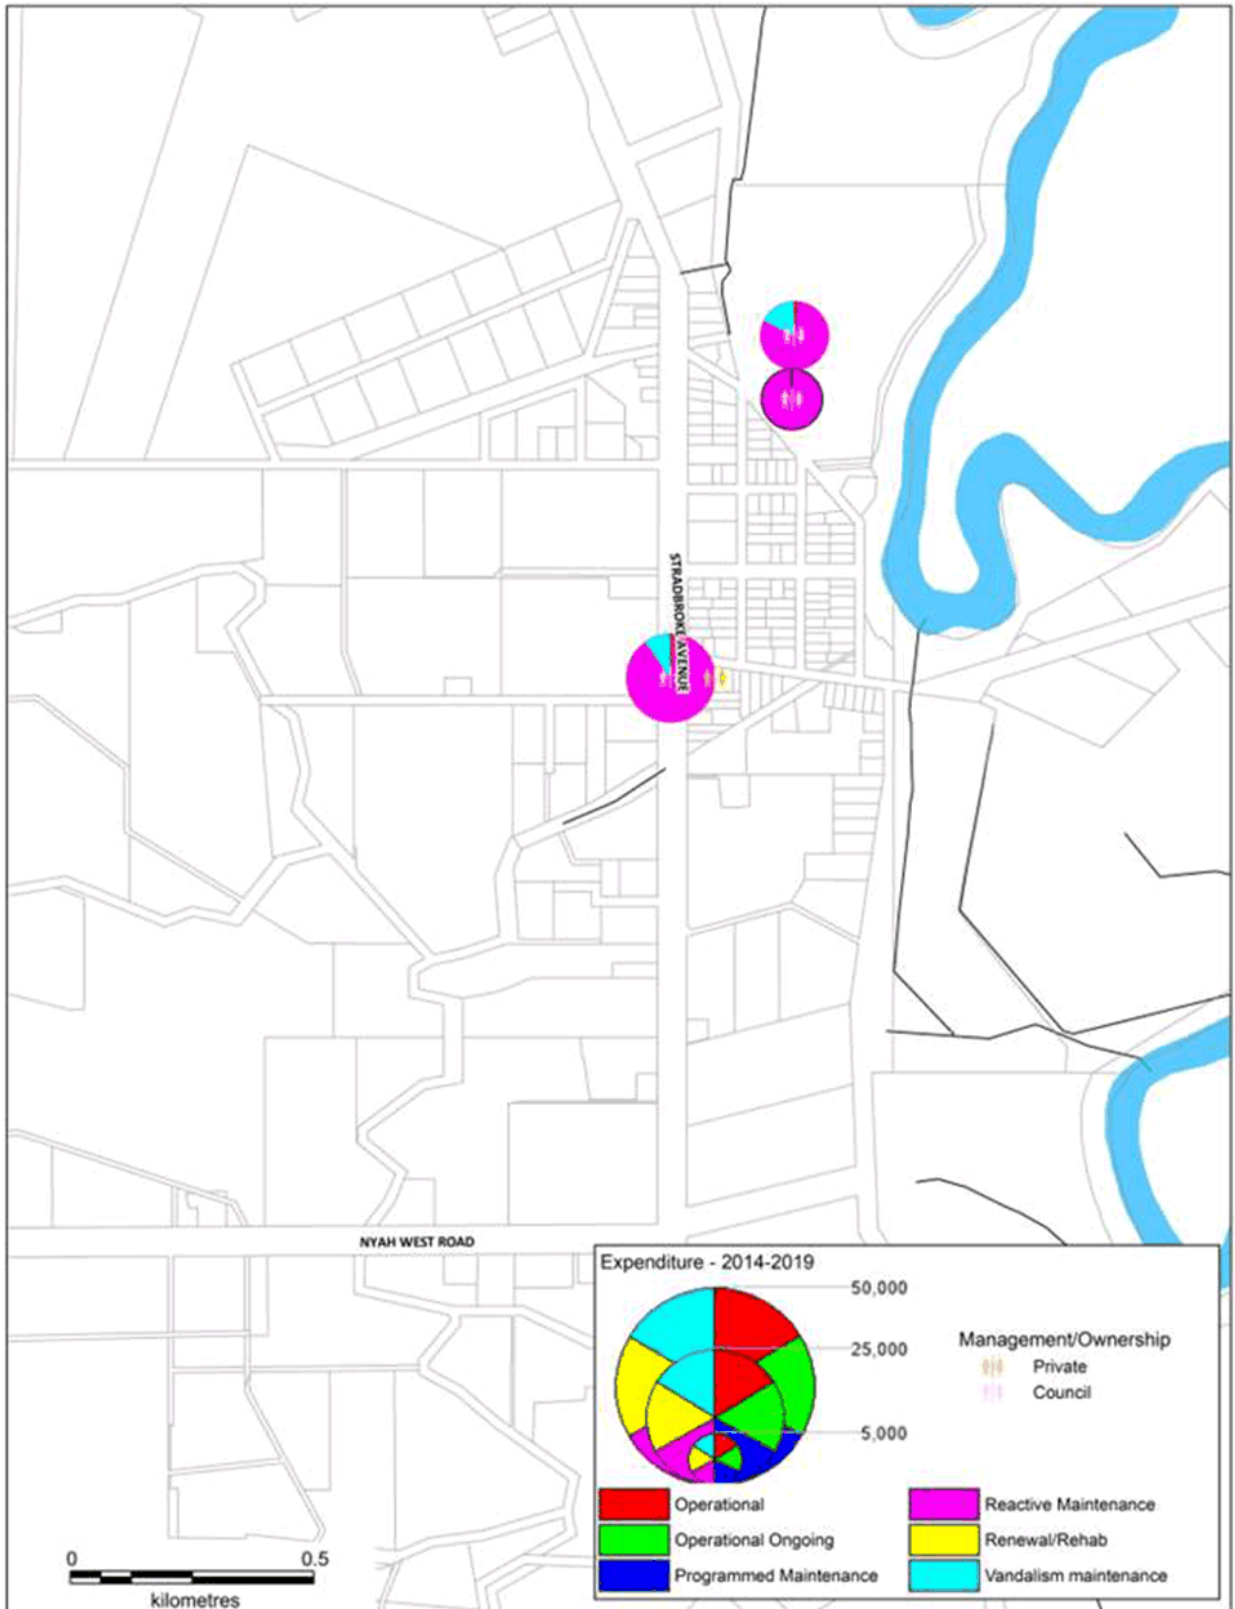 STRADBROKE AVENUE
NYAH WEST ROAD
Expenditure - 2014-2019
50,000
25,000
5,000
Management/Ownership
Private
Council
Operational
Operational Ongoing
Programmed Maintenance
Reactive Maintenance
Renewal/Rehab
Vandalism maintenance
0 0.5
kilometres